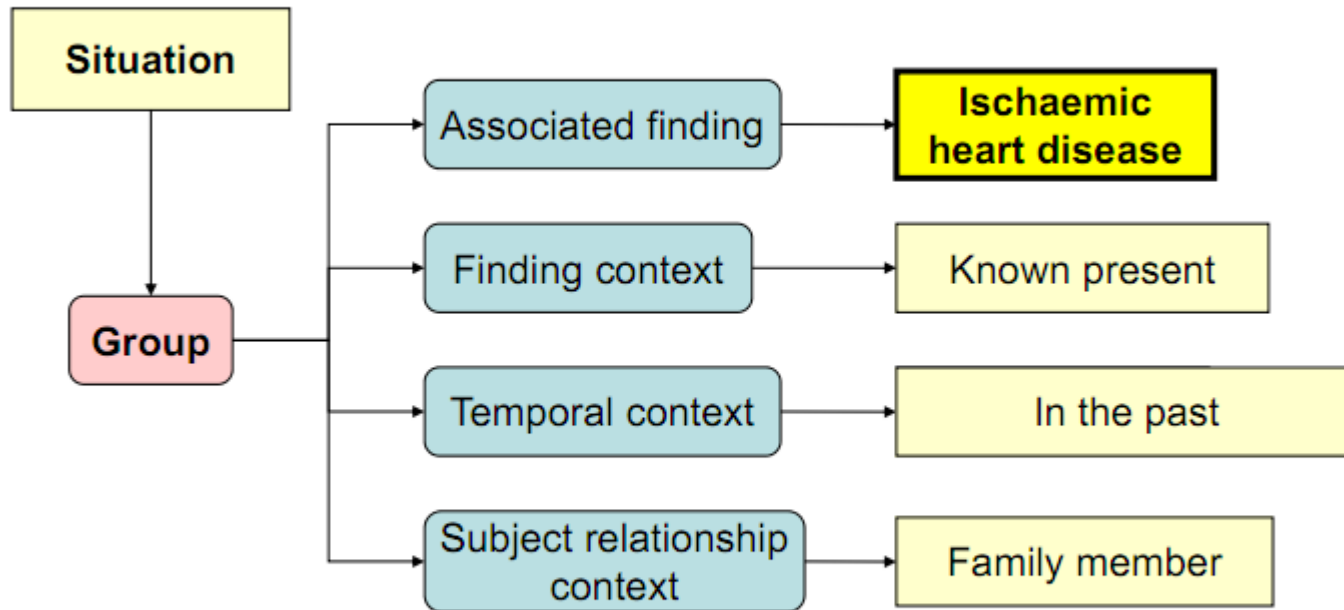 Situation
Group
Associated finding
Ischaemic
heart disease
Finding context
Known present
Temporal context
In the past
Subject relationship
context
Family member